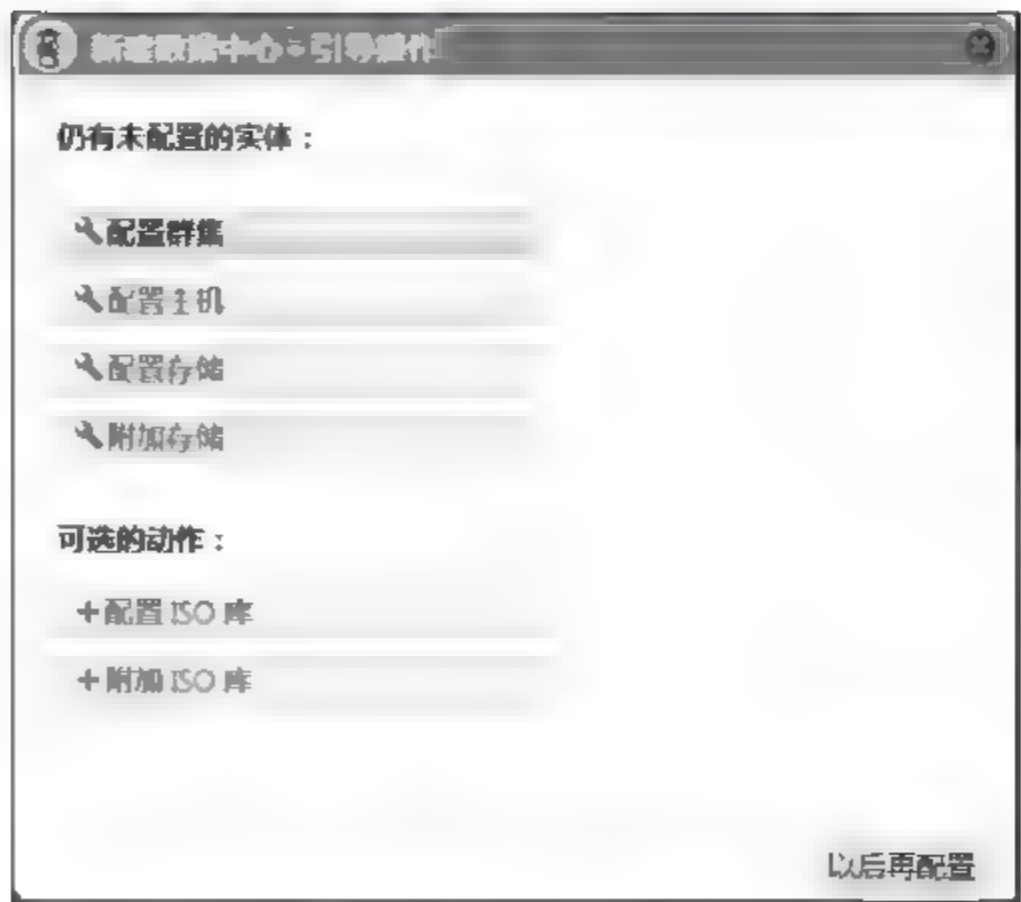 新建数据中心 - 引导操作
仍有未配置的实体：
配置群集
配置主机
配置存储
附加存储
可选的动作：
+配置 ISO 库
+附加 ISO 库
以后再配置